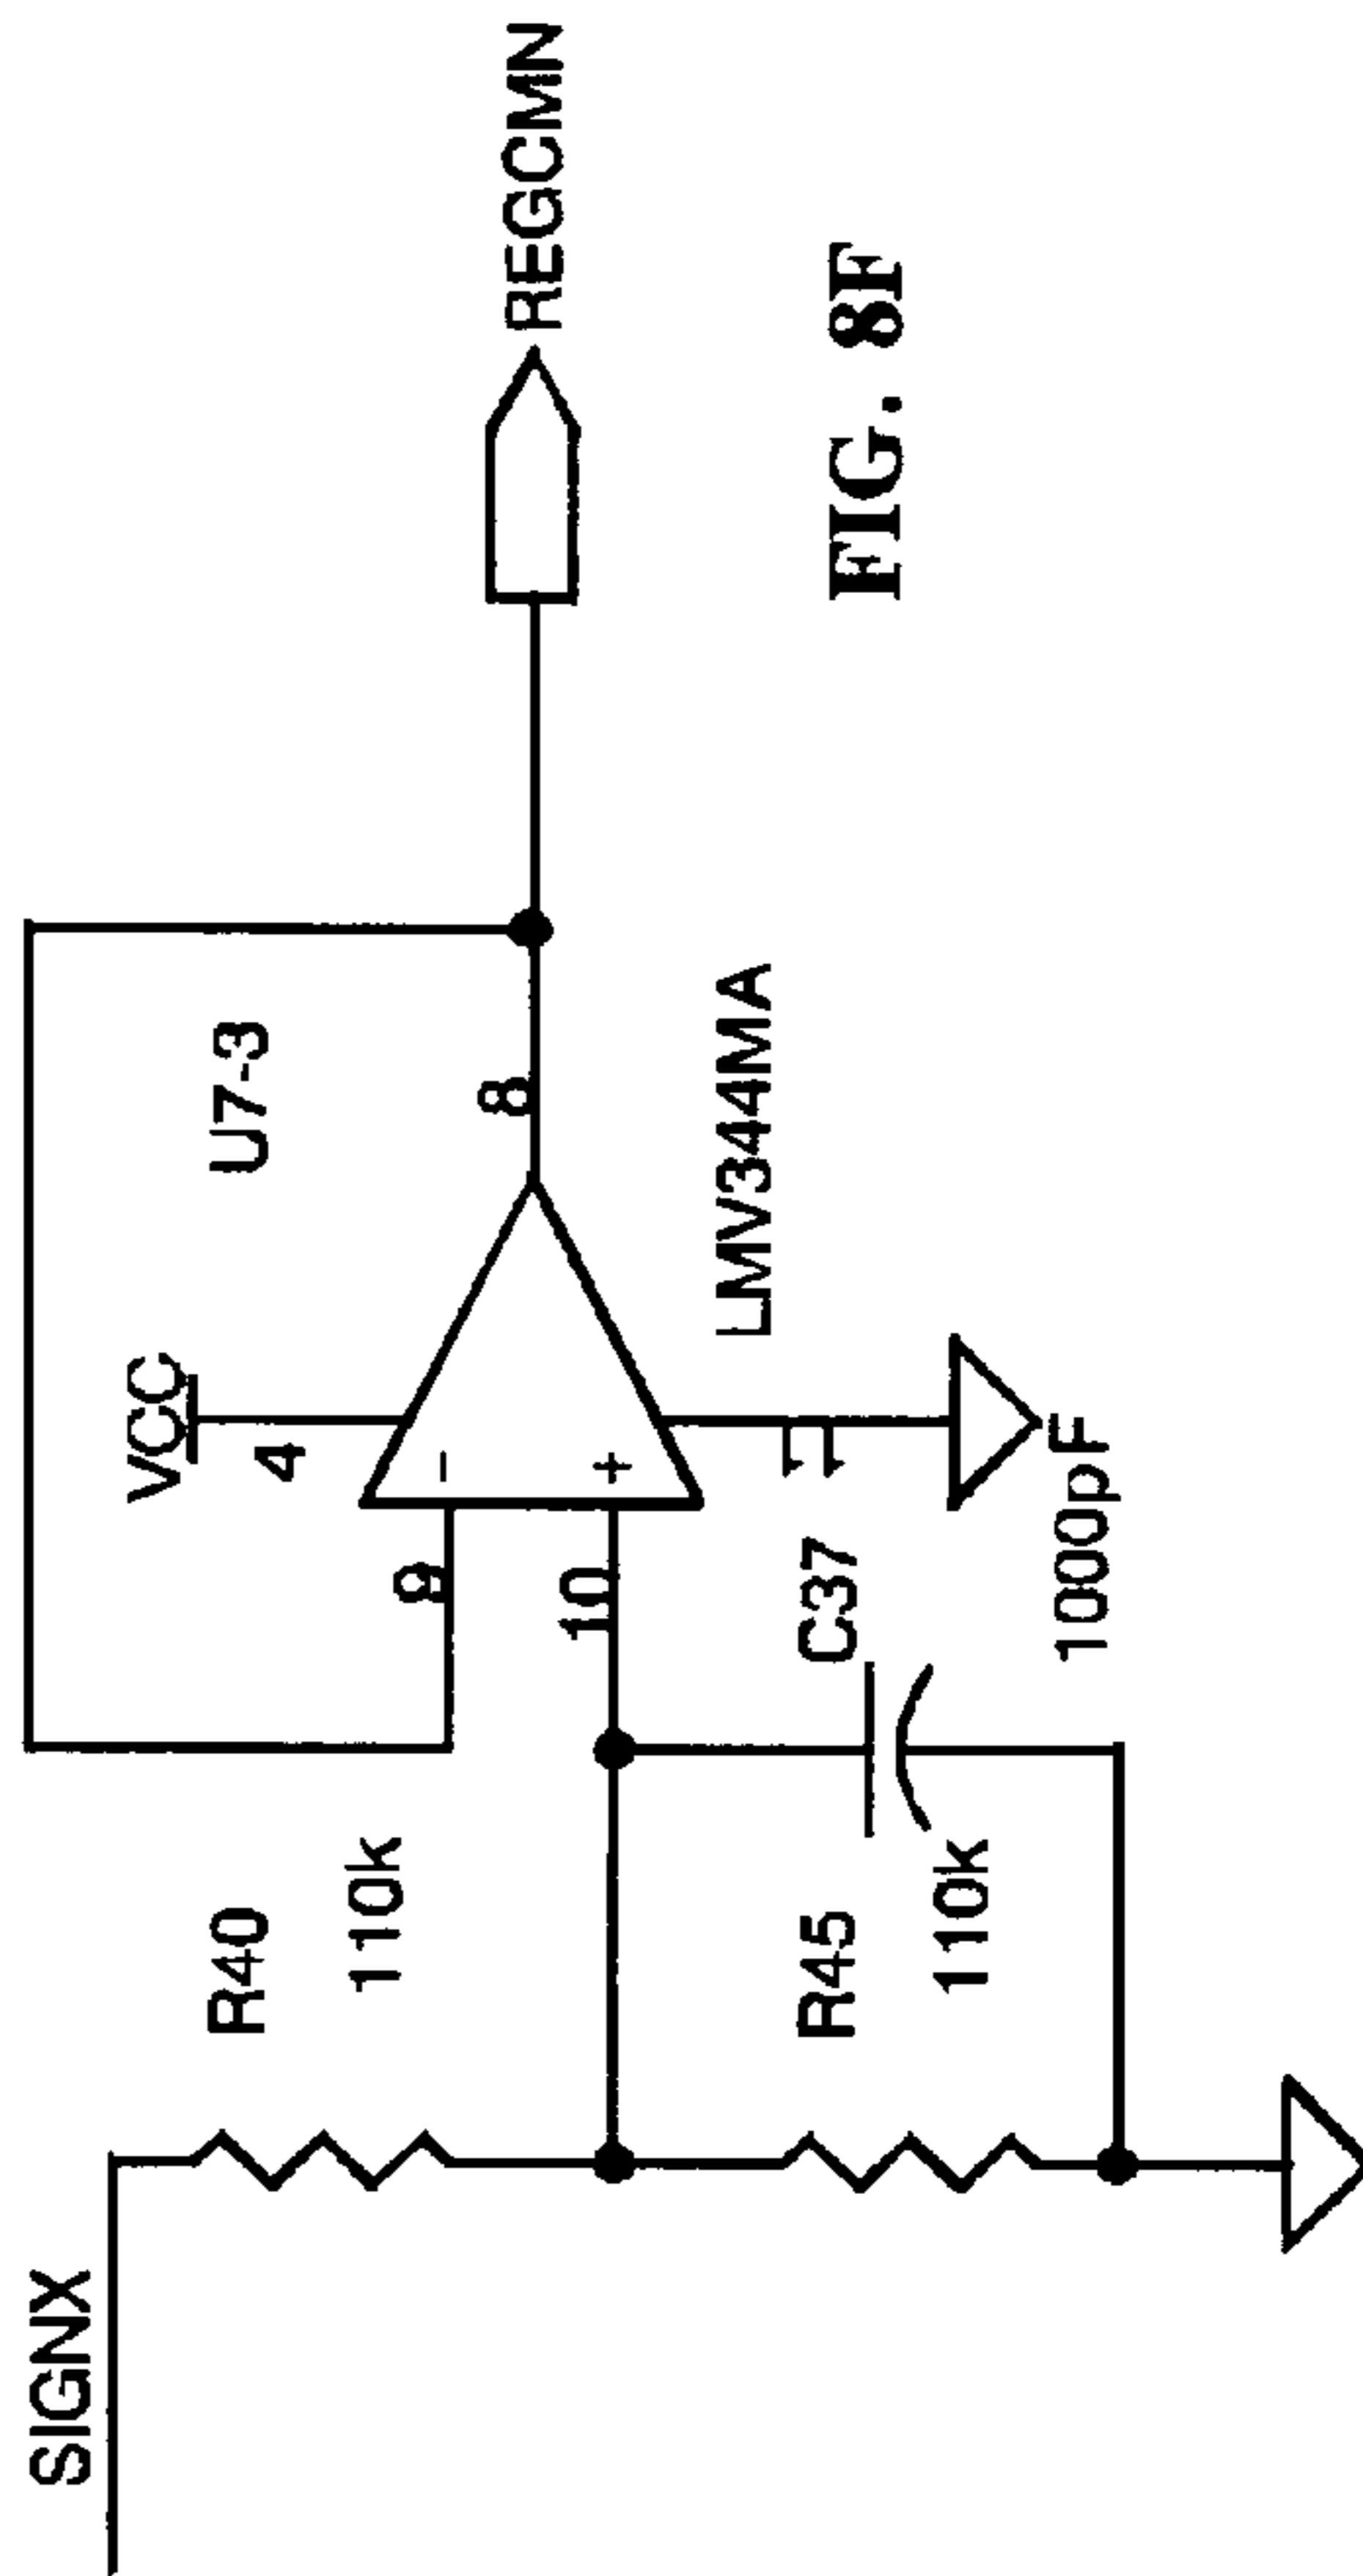 SIGNX
R40
110k
R45
110k
C37
1000pF
VCC
4
9
10
11
8
U7-3
LMV344MA
REGCMN
-
+
FIG. 8F